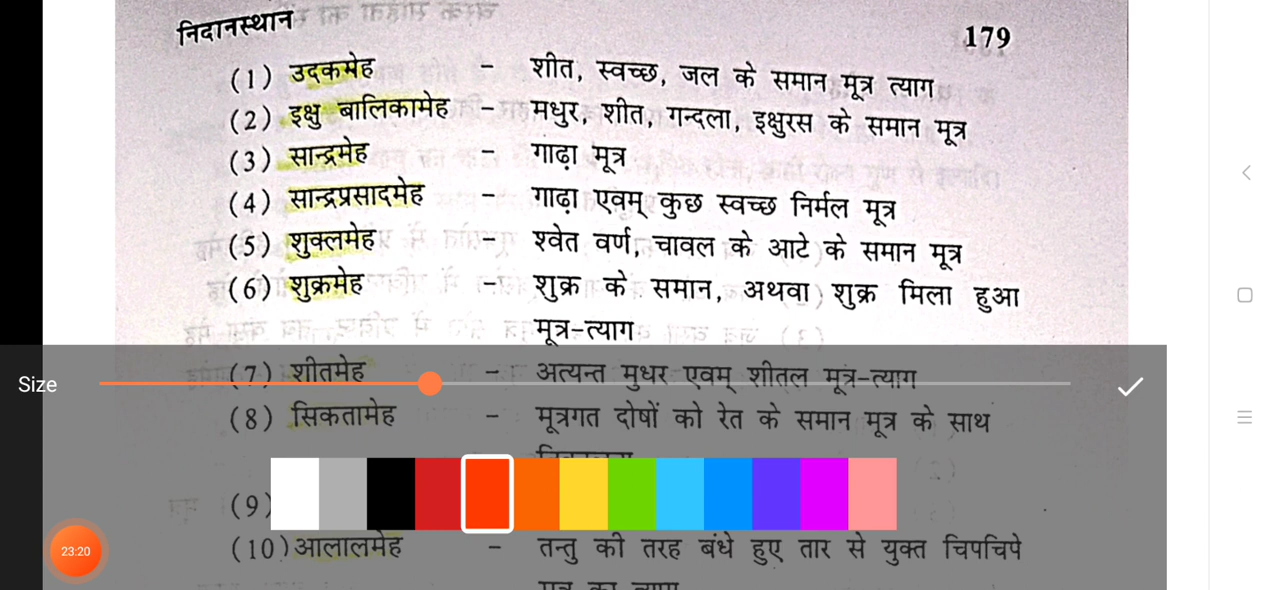 निदानस्थान 179
(1) उदकमेह - शीत, स्वच्छ, जल के समान मूत्र त्याग
(2) इक्षु बालिकामेह - मधुर, शीत, गन्दला, इक्षुरस के समान मूत्र
(3) सान्द्रमेह - गाढ़ा मूत्र
(4) सान्द्रप्रसादमेह - गाढ़ा एवम् कुछ स्वच्छ निर्मल मूत्र
(5) शुक्लमेह - श्वेत वर्ण, चावल के आटे के समान मूत्र
(6) शुक्रमेह - शुक्र के समान, अथवा शुक्र मिला हुआ
मूत्र-त्याग
(7) शीतमेह - अत्यन्त मुधर एवम् शीतल मूत्र-त्याग
Size
(8) सिकतामेह - मूत्रगत दोषों को रेत के समान मूत्र के साथ
(9)
(10) आलालमेह - तन्तु की तरह बंधे हुए तार से युक्त चिपचिपे
23:20